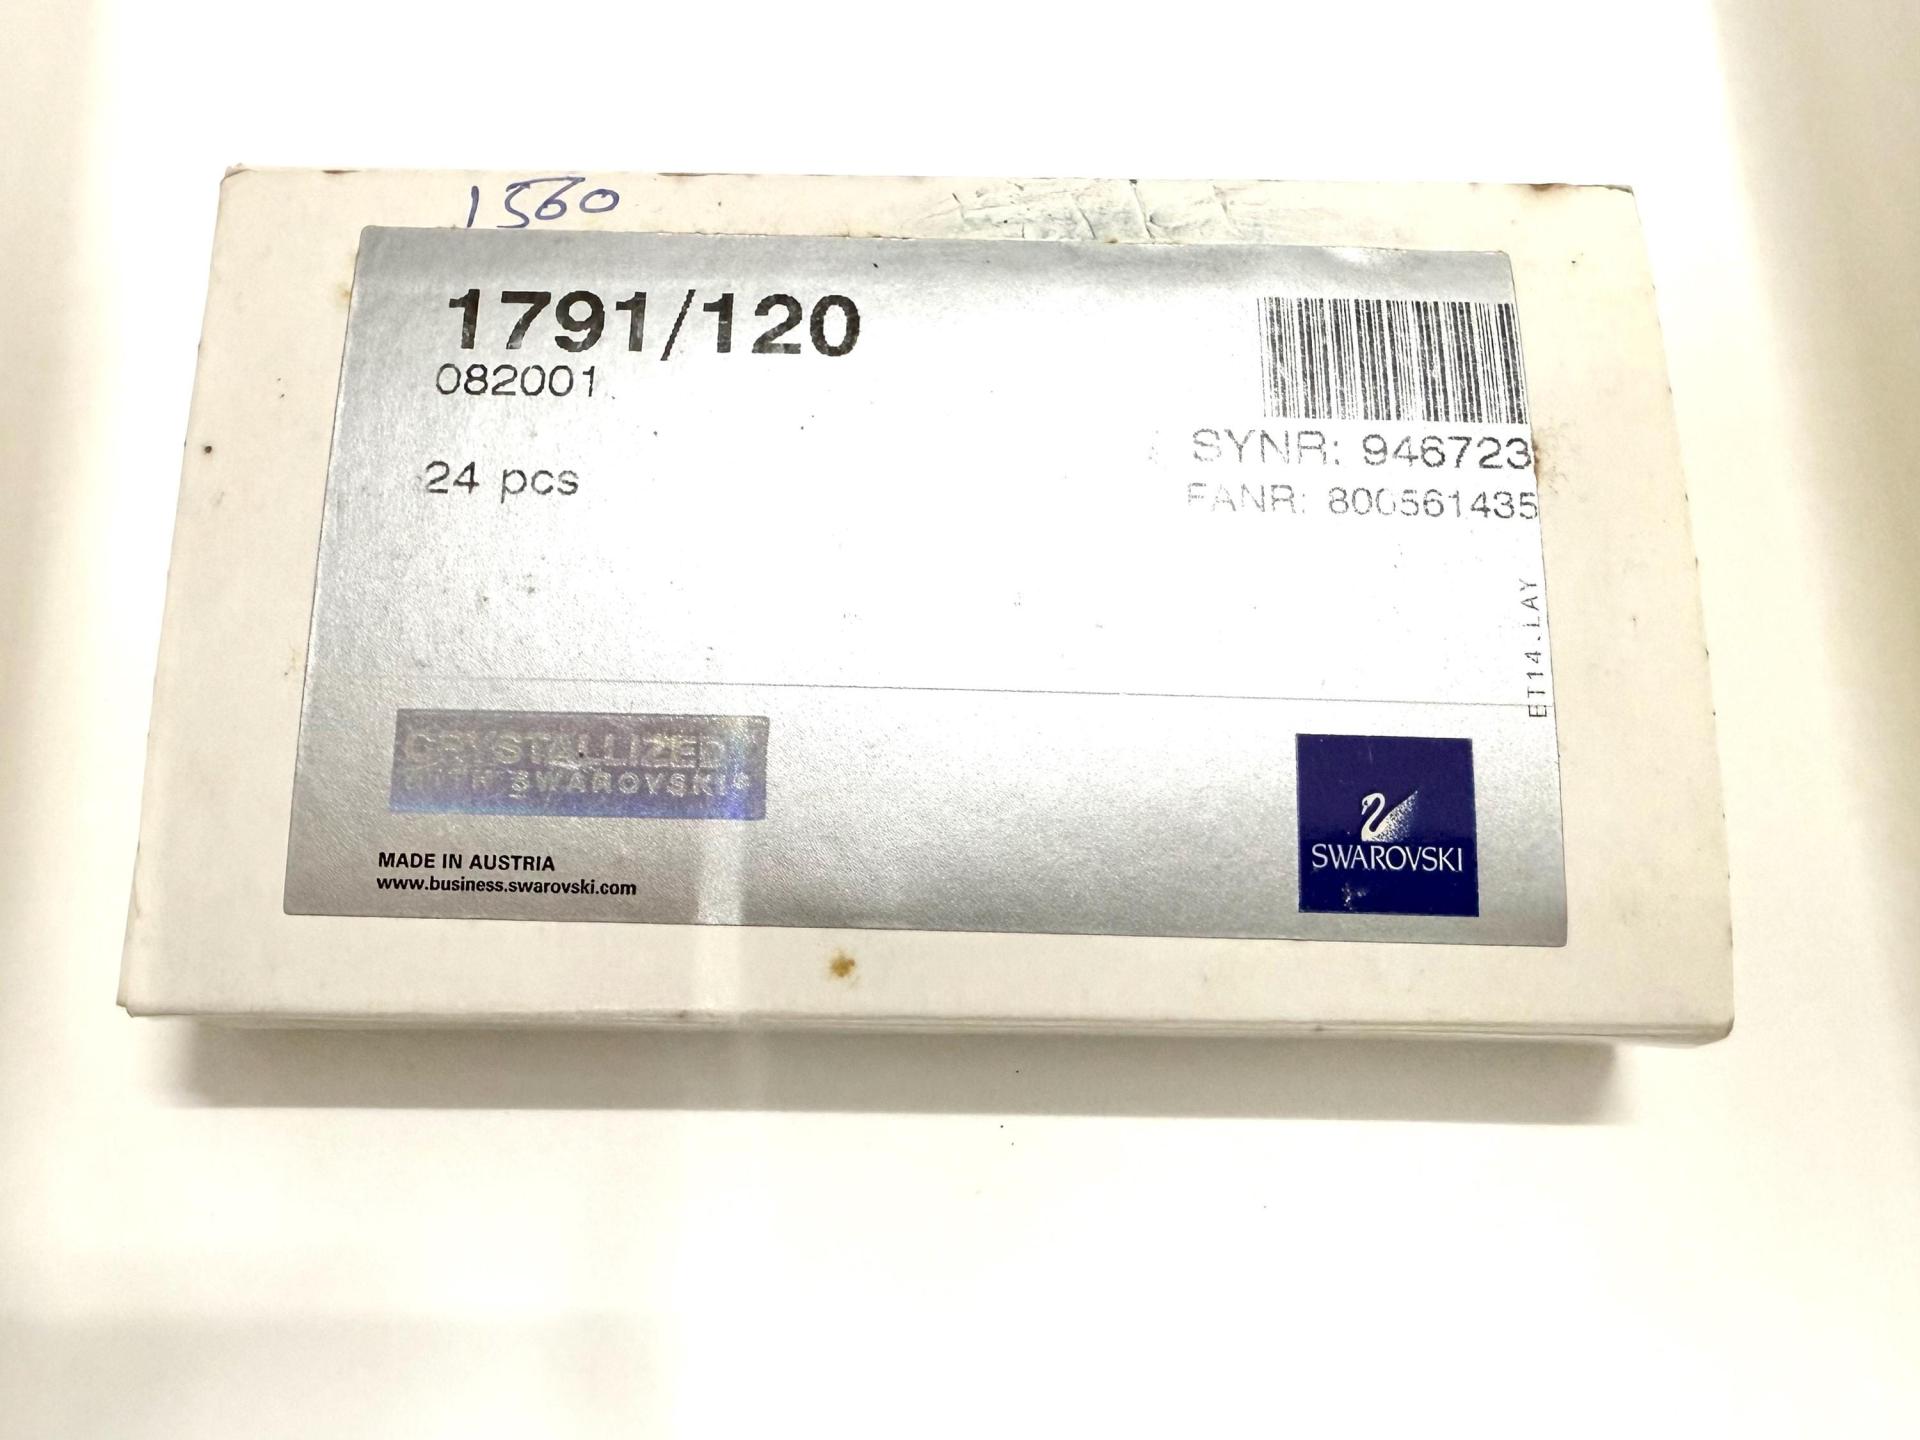 1560
1791/120
082001
24 pcs
SYNR: 946723
FANR: 800561435
ET14.LAY
CRYSTALLIZED
WITH SWAROVSKI®
MADE IN AUSTRIA
www.business.swarovski.com
SWAROVSKI